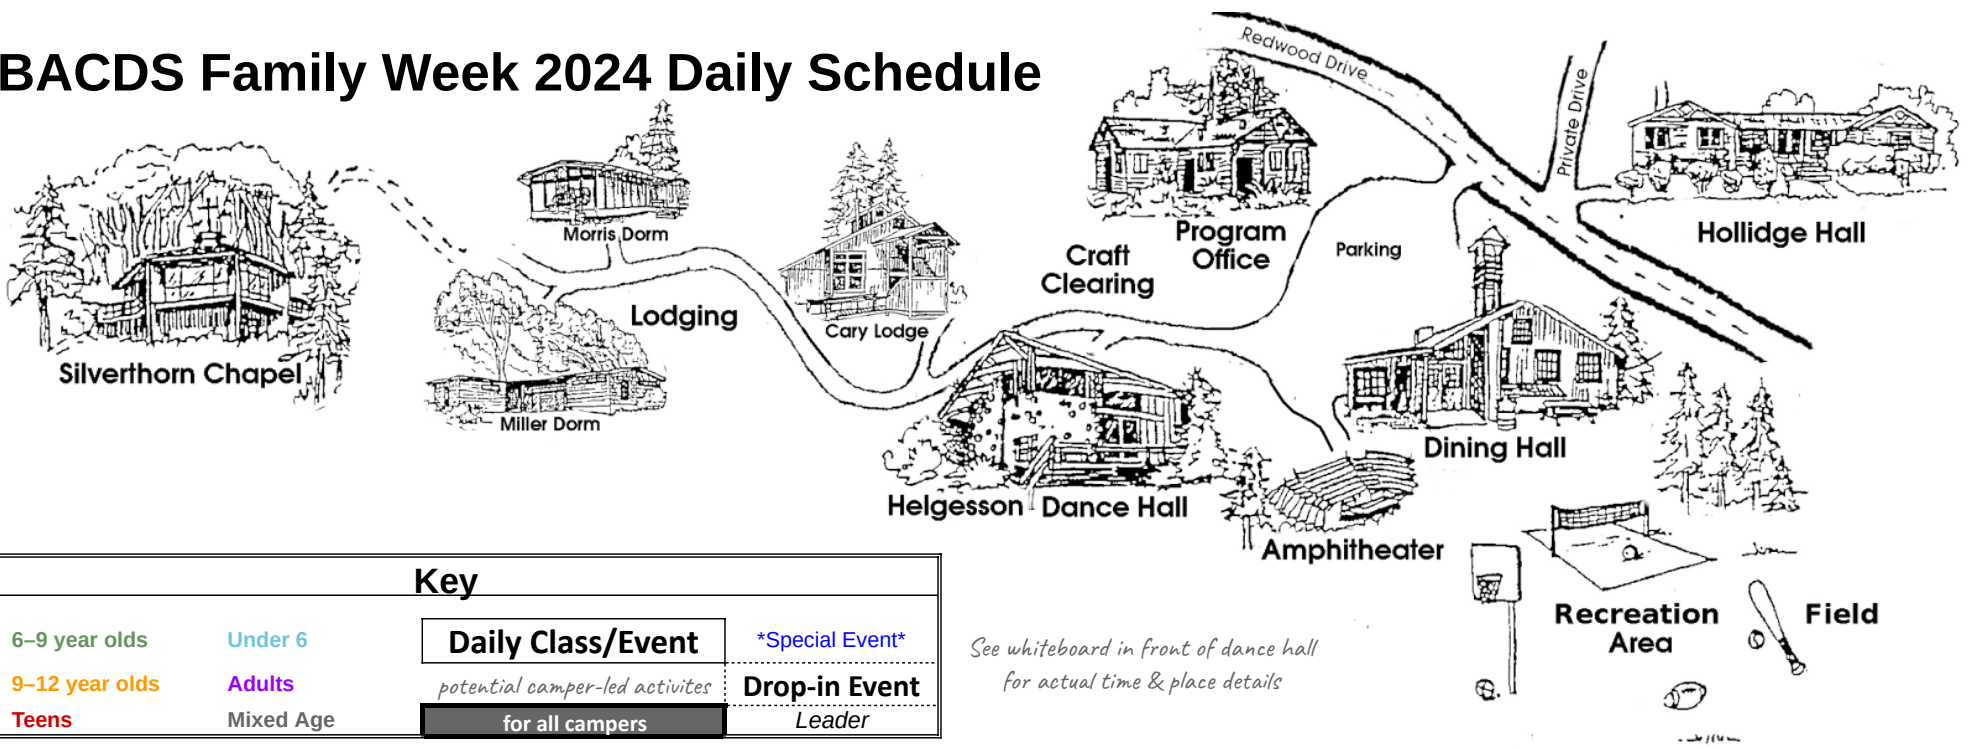 BACDS Family Week 2024 Daily Schedule
Redwood Drive
Private Drive
Morris Dorm
Program
Office
Hollidge Hall
Craft
Clearing
Parking
Lodging
Cary Lodge
Silverthorn Chapel
Miller Dorm
Dining Hall
Helgesson Dance Hall
Amphitheater
Recreation
Area
Field
Key
6–9 year olds
Under 6
Daily Class/Event
*Special Event*
9–12 year olds
Adults
potential camper-led activites
Drop-in Event
Teens
Mixed Age
for all campers
Leader
See whiteboard in front of dance hall
for actual time & place details